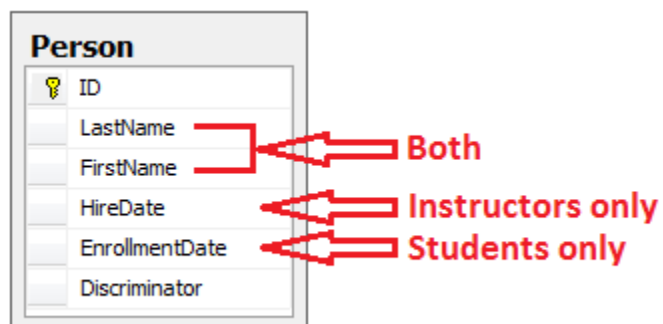 Person
ID
LastName
Both
FirstName
HireDate Instructors only
EnrollmentDate Students only
Discriminator